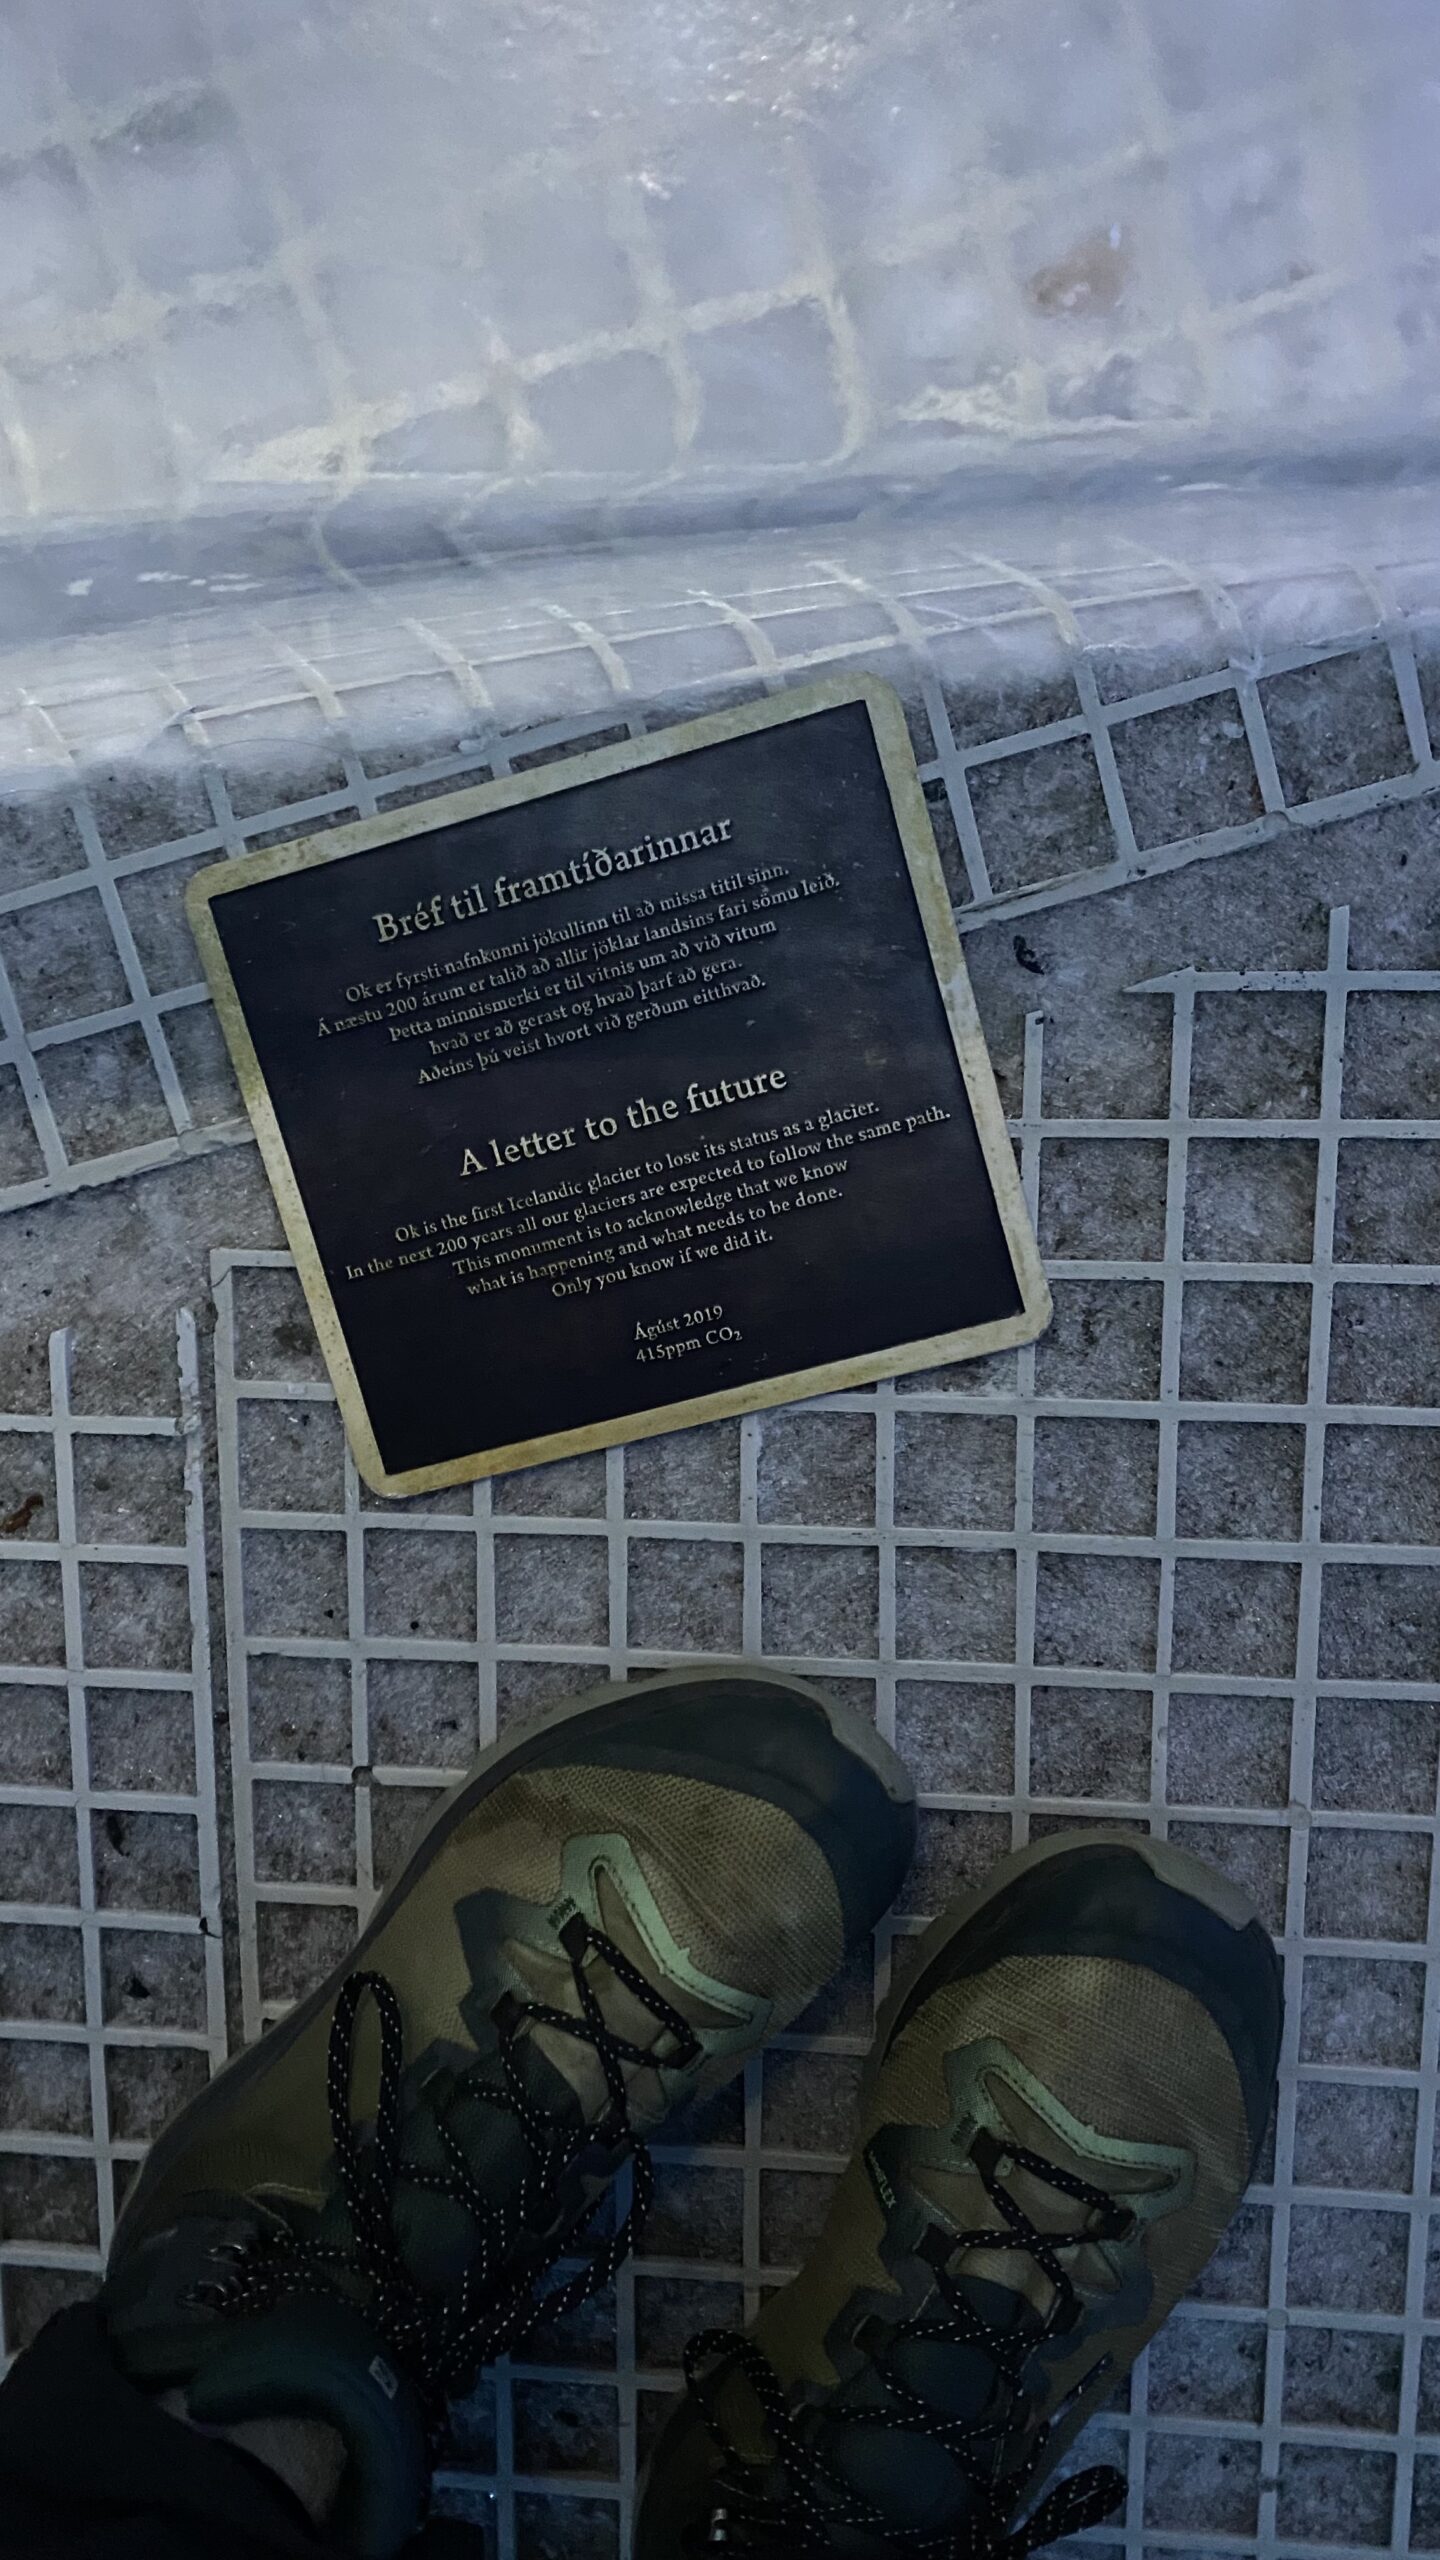 Bréf til framtíðarinnar
Ok er fyrsti nafnkunni jökullinn til að missa titil sinn.
Á næstu 200 árum er talið að allir jöklar landsins fari sömu leið.
Þetta minnismerki er til vitnis um að við vitum
hvað er að gerast og hvað þarf að gera.
Aðeins þú veist hvort við gerðum eitthvað.
A letter to the future
Ok is the first Icelandic glacier to lose its status as a glacier.
In the next 200 years all our glaciers are expected to follow the same path.
This monument is to acknowledge that we know
what is happening and what needs to be done.
Only you know if we did it.
Ágúst 2019
415ppm CO₂